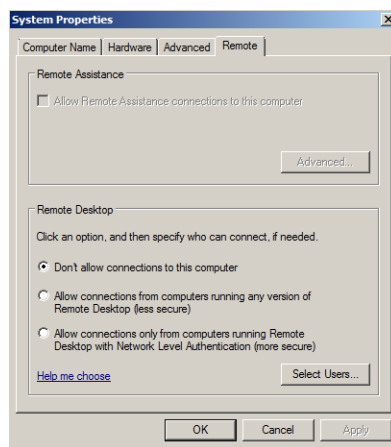 System Properties
Computer Name Hardware Advanced Remote
Remote Assistance
Allow Remote Assistance connections to this computer
Advanced...
Remote Desktop
Click an option, and then specify who can connect, if needed.
Don't allow connections to this computer
Allow connections from computers running any version of
Remote Desktop (less secure)
Allow connections only from computers running Remote
Desktop with Network Level Authentication (more secure)
Help me choose Select Users...
OK Cancel Apply